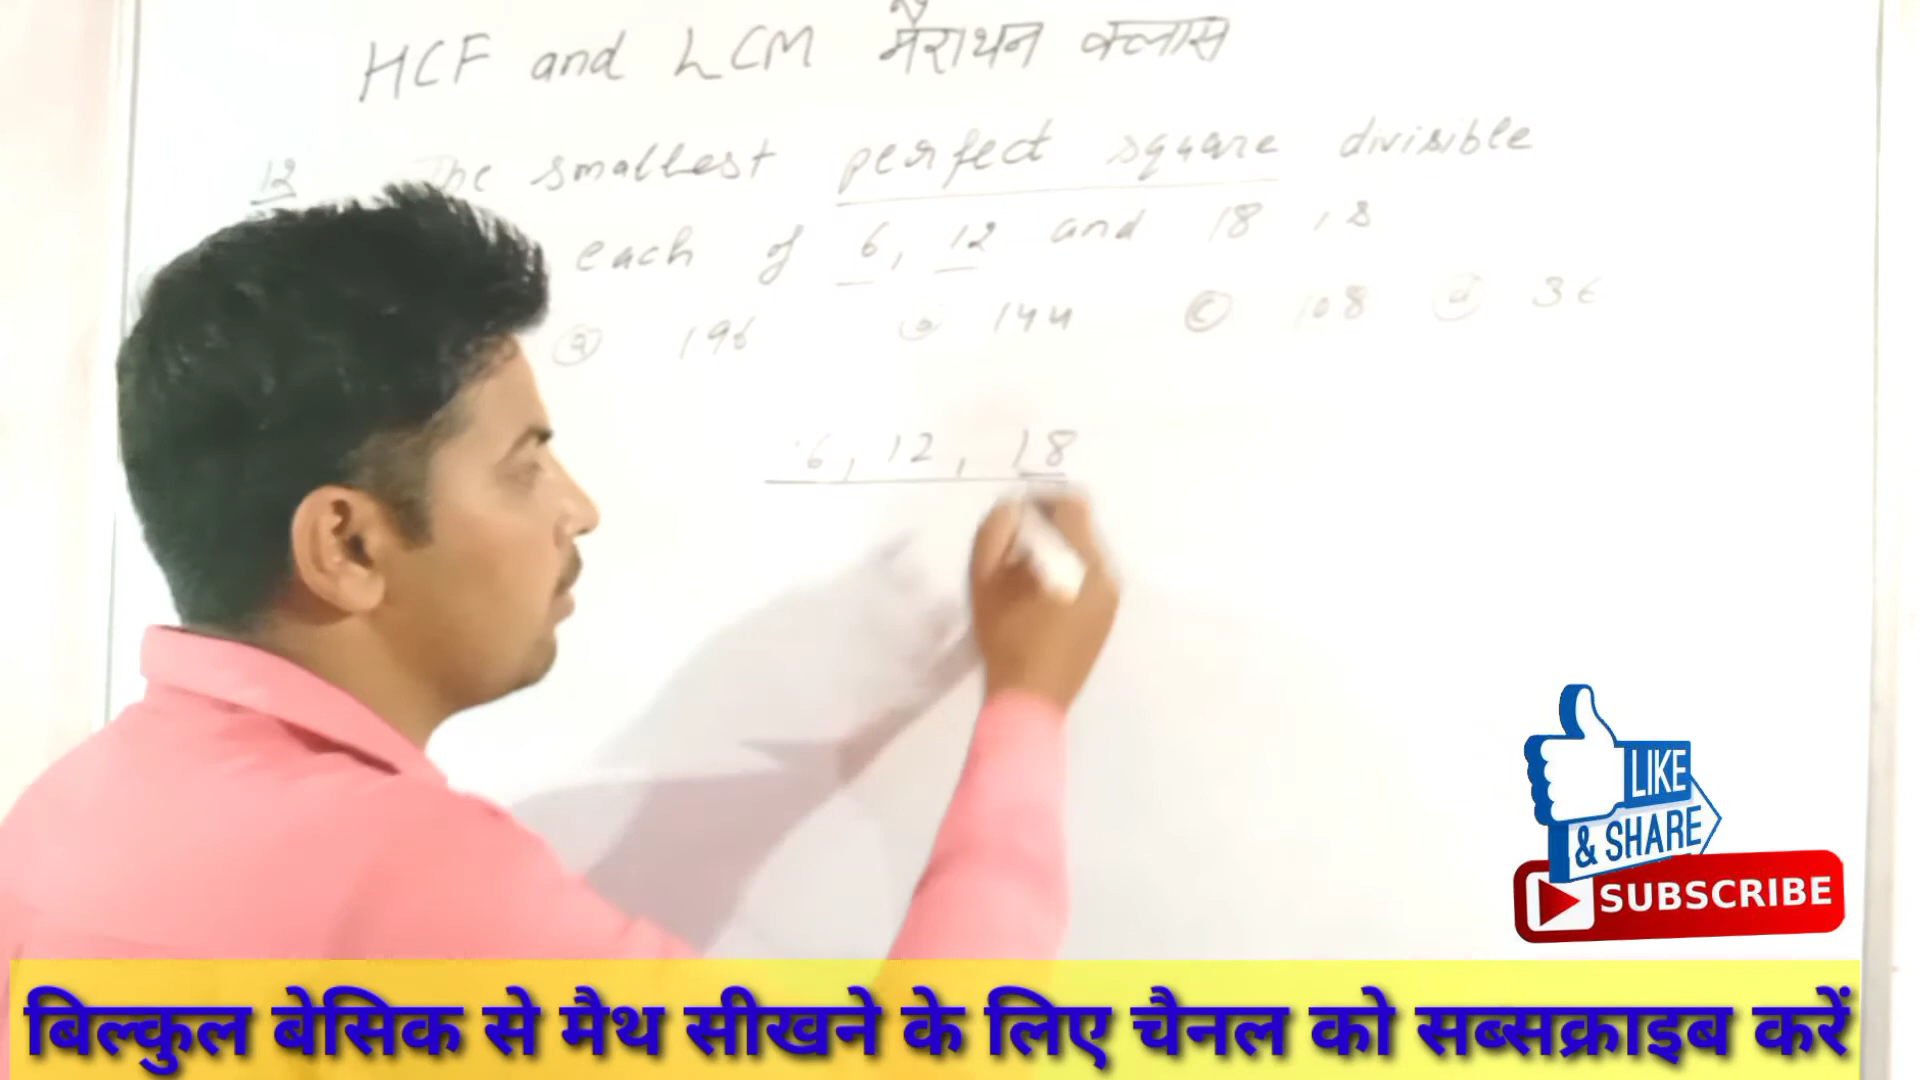 HCF and LCM मैराथन क्लास
12 The smallest perfect square divisible
each of 6, 12 and 18 is
(a) 196 (b) 144 (c) 108 (d) 36
6, 12, 18
LIKE
& SHARE
SUBSCRIBE
बिल्कुल बेसिक से मैथ सीखने के लिए चैनल को सब्सक्राइब करें